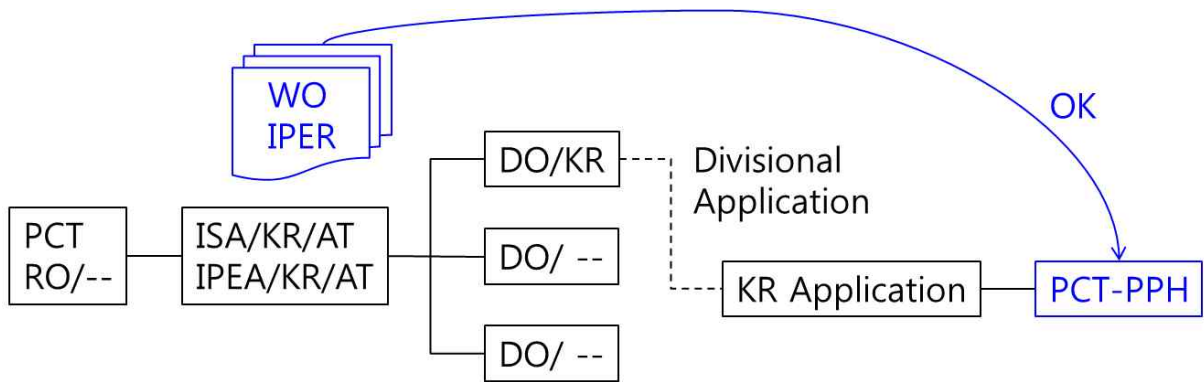 WO
IPER
OK
DO/KR
Divisional
Application
PCT
RO/--
ISA/KR/AT
IPEA/KR/AT
DO/ --
KR Application
PCT-PPH
DO/ --